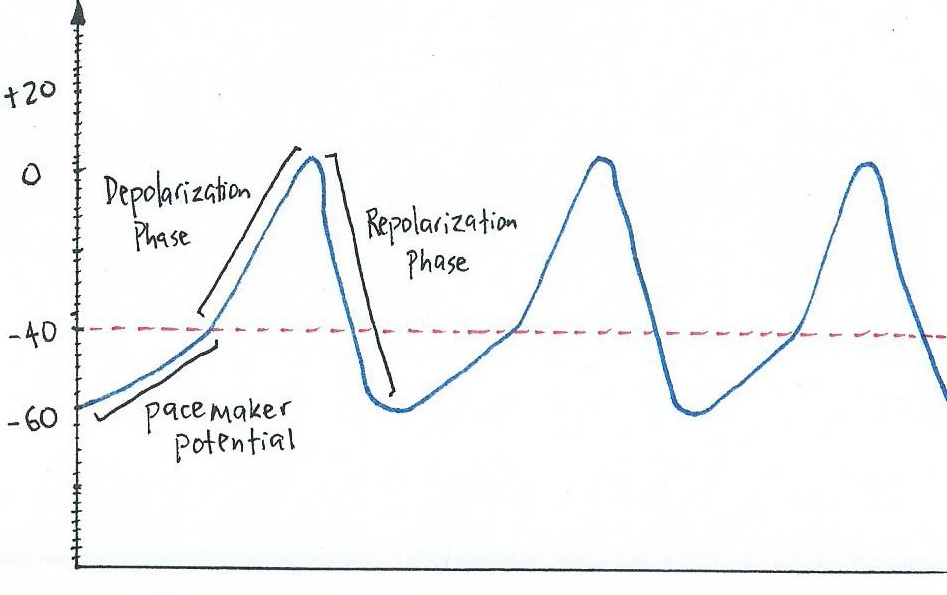 +20
0
Depolarization
Phase
Repolarization
Phase
-40
-60
pacemaker
potential